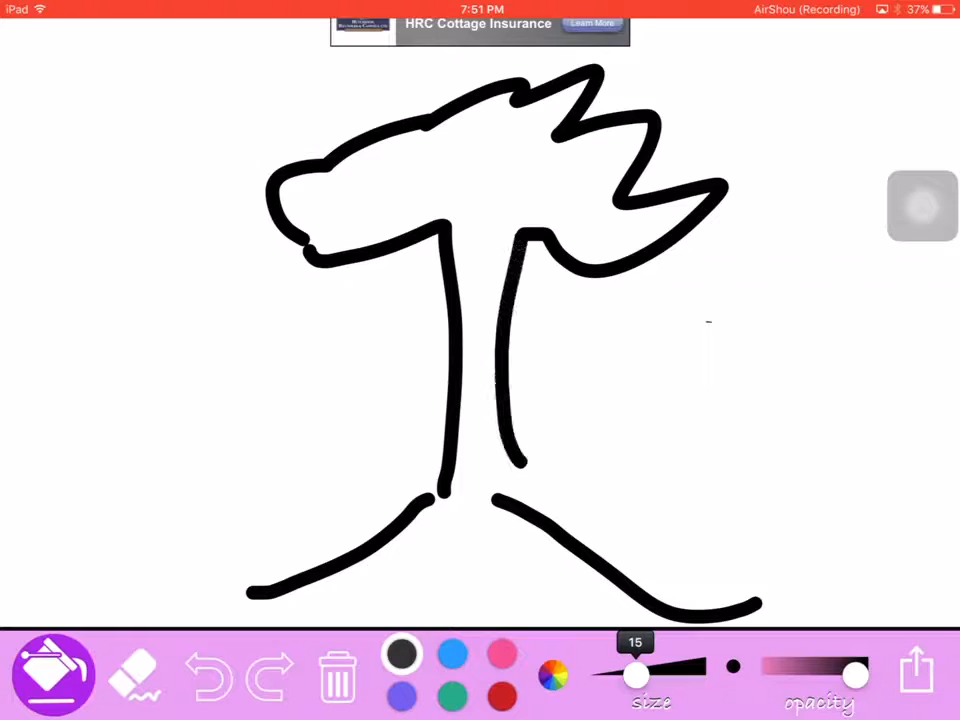 iPad 7:51 PM AirShou (Recording) 37%
HRC Cottage Insurance Learn More
15
size opacity